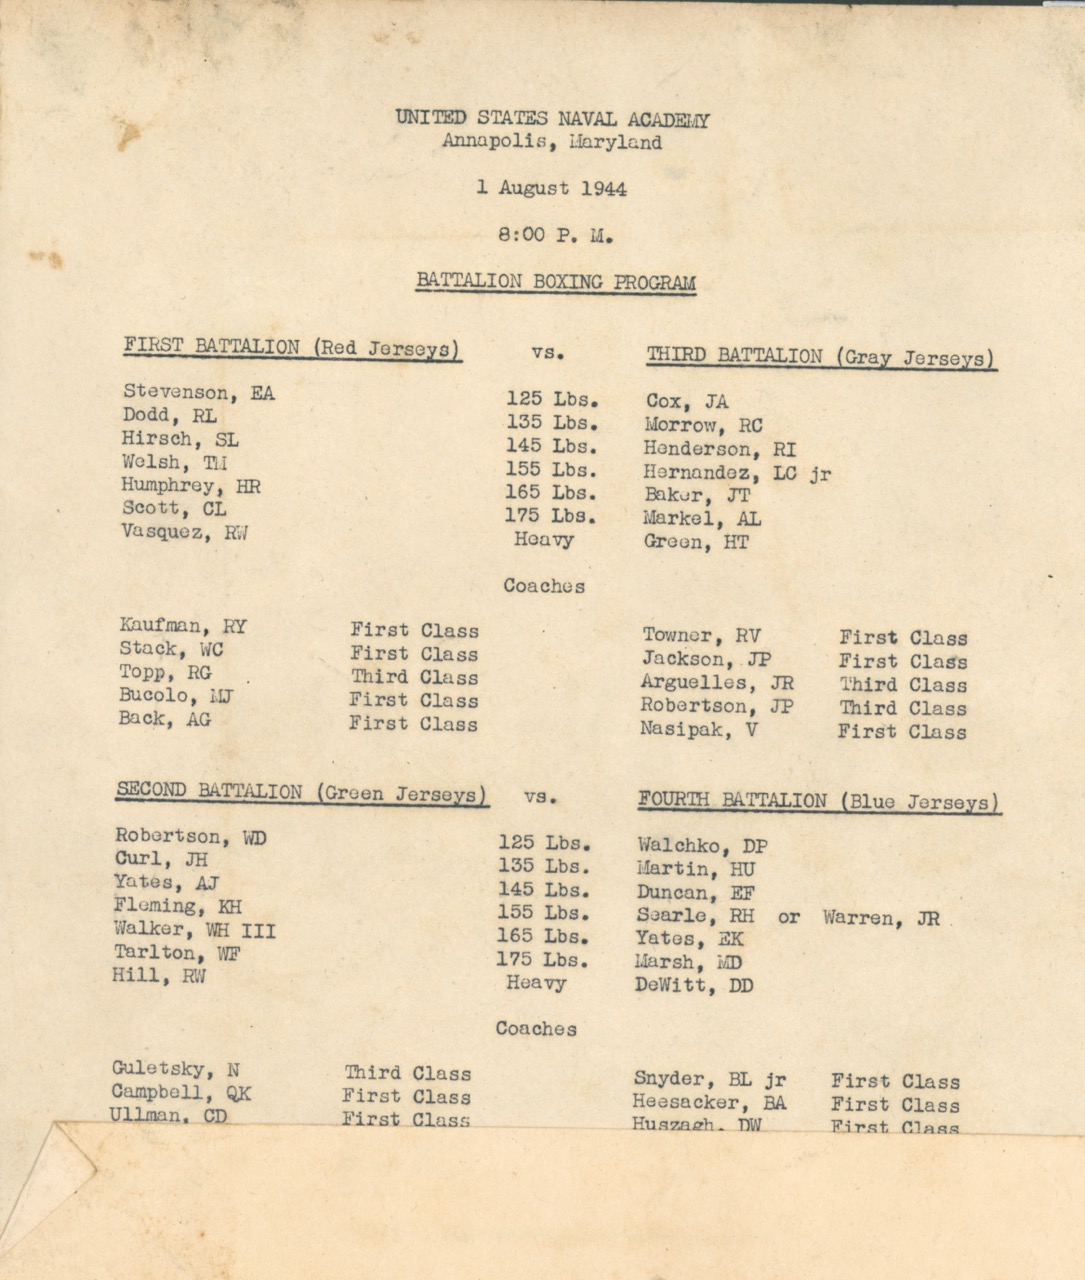 UNITED STATES NAVAL ACADEMY
Annapolis, Maryland
1 August 1944
8:00 P. M.
BATTALION BOXING PROGRAM
FIRST BATTALION (Red Jerseys) vs. THIRD BATTALION (Gray Jerseys)
Stevenson, EA 125 Lbs. Cox, JA
Dodd, RL 135 Lbs. Morrow, RC
Hirsch, SL 145 Lbs. Henderson, RI
Welsh, TM 155 Lbs. Hernandez, LC jr
Humphrey, HR 165 Lbs. Baker, JT
Scott, CL 175 Lbs. Markel, AL
Vasquez, RW Heavy Green, HT
Coaches
Kaufman, RY First Class Towner, RV First Class
Stack, WC First Class Jackson, JP First Class
Topp, RG Third Class Arguelles, JR Third Class
Bucolo, MJ First Class Robertson, JP Third Class
Back, AG First Class Nasipak, V First Class
SECOND BATTALION (Green Jerseys) vs. FOURTH BATTALION (Blue Jerseys)
Robertson, WD 125 Lbs. Walchko, DP
Curl, JH 135 Lbs. Martin, HU
Yates, AJ 145 Lbs. Duncan, EF
Fleming, KH 155 Lbs. Searle, RH or Warren, JR
Walker, WH III 165 Lbs. Yates, EK
Tarlton, WF 175 Lbs. Marsh, MD
Hill, RW Heavy DeWitt, DD
Coaches
Guletsky, N Third Class Snyder, BL jr First Class
Campbell, QK First Class Heesacker, BA First Class
Ullman, CD First Class Huszagh, DW First Class